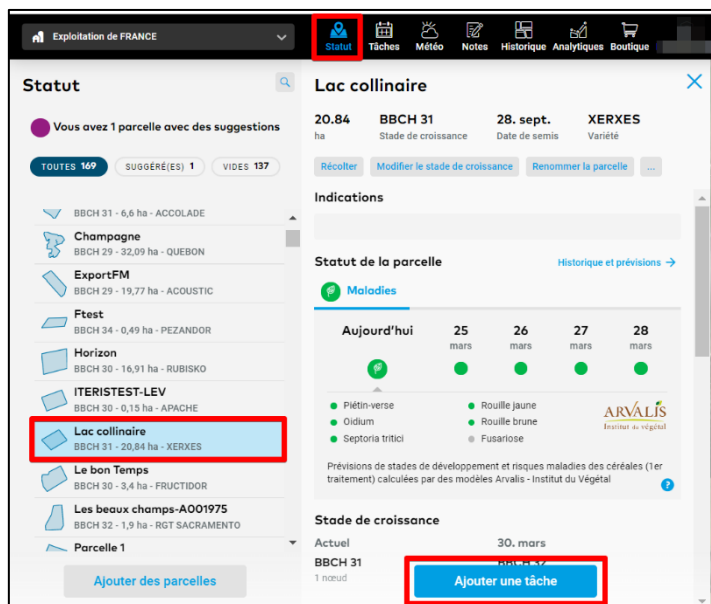 Exploitation de FRANCE
Statut Tâches Météo Notes Historique Analytiques Boutique
Statut
Vous avez 1 parcelle avec des suggestions
TOUTES 169 SUGGÉRÉ(ES) 1 VIDES 137
BBCH 31 - 6,6 ha - ACCOLADE
Champagne
BBCH 29 - 32,09 ha - QUEBON
ExportFM
BBCH 29 - 19,77 ha - ACOUSTIC
Ftest
BBCH 34 - 0,49 ha - PEZANDOR
Horizon
BBCH 30 - 16,91 ha - RUBISKO
ITERISTEST-LEV
BBCH 30 - 0,15 ha - APACHE
Lac collinaire
BBCH 31 - 20,84 ha - XERXES
Le bon Temps
BBCH 30 - 3,4 ha - FRUCTIDOR
Les beaux champs-A001975
BBCH 32 - 1,9 ha - RGT SACRAMENTO
Parcelle 1
Ajouter des parcelles
Lac collinaire
20.84 BBCH 31 28. sept. XERXES
ha Stade de croissance Date de semis Variété
Récolter Modifier le stade de croissance Renommer la parcelle ...
Indications
Statut de la parcelle Historique et prévisions →
Maladies
Aujourd'hui 25 26 27 28
mars mars mars mars
Piétin-verse Rouille jaune
Oidium Rouille brune
Septoria tritici Fusariose
ARVALIS
Institut du végétal
Prévisions de stades de développement et risques maladies des céréales (1er
traitement) calculées par des modèles Arvalis - Institut du Végétal
?
Stade de croissance
Actuel 30. mars
BBCH 31 BBCH 32
1 nœud
Ajouter une tâche